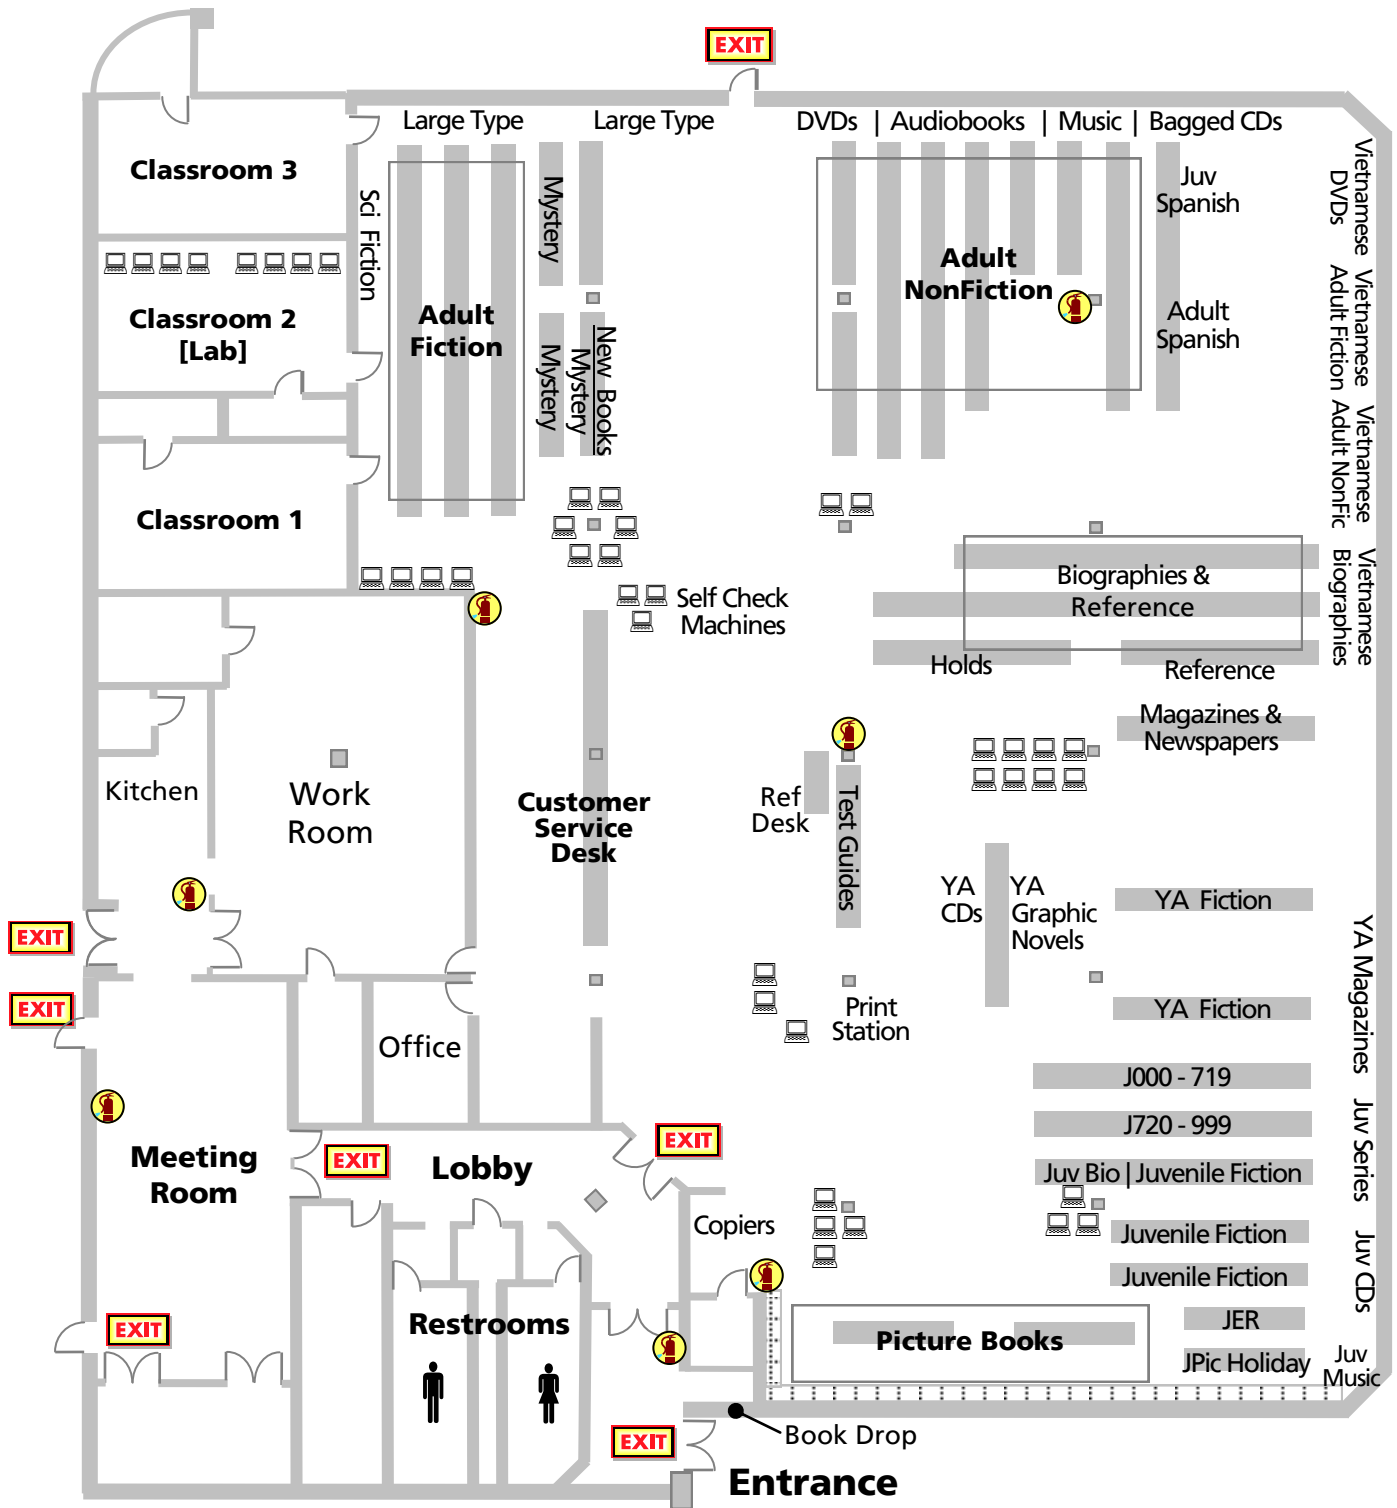 EXIT
Large Type
Large Type
DVDs | Audiobooks | Music | Bagged CDs
Classroom 3
Sci Fiction
Mystery
Juv
Spanish
Vietnamese
DVDs
Classroom 2
[Lab]
Adult
Fiction
Mystery
Mystery
New Books
Adult
NonFiction
Adult
Spanish
Vietnamese
Adult Fiction
Vietnamese
Adult NonFic
Classroom 1
Self Check
Machines
Biographies &
Reference
Vietnamese
Biographies
Holds
Reference
Magazines &
Newspapers
Kitchen
Work
Room
Customer
Service
Desk
Ref
Desk
Test Guides
YA
CDs
YA
Graphic
Novels
YA Fiction
EXIT
EXIT
YA Magazines
Print
Station
YA Fiction
Office
J000 - 719
J720 - 999
Juv Series
Meeting
Room
EXIT
Lobby
EXIT
Juv Bio | Juvenile Fiction
Copiers
Juvenile Fiction
Juv CDs
Juvenile Fiction
EXIT
Restrooms
Picture Books
JER
JPic Holiday
Juv
Music
EXIT
Book Drop
Entrance